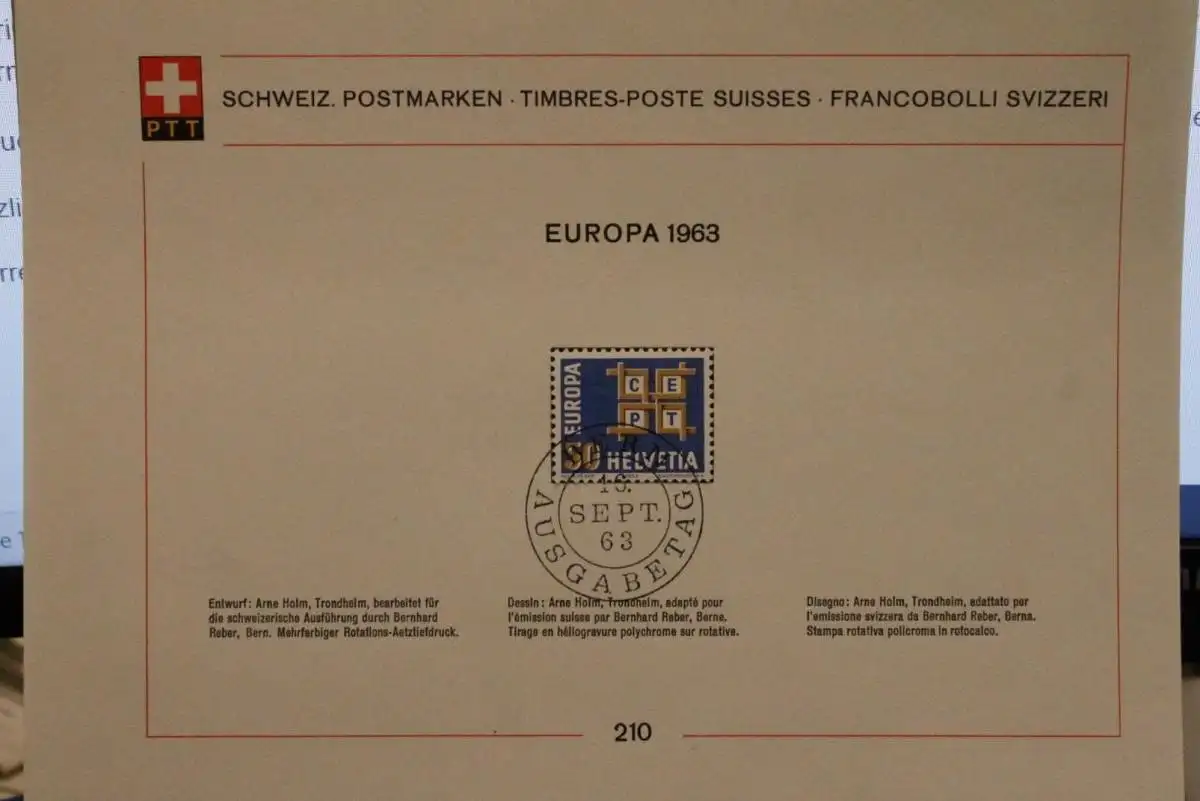 PTT
SCHWEIZ. POSTMARKEN · TIMBRES-POSTE SUISSES · FRANCOBOLLI SVIZZERI
EUROPA 1963
EUROPA
C E
P T
50 HELVETIA
BERN
SEPT.
63
AUSGABETAG
Entwurf: Arne Holm, Trondheim, bearbeitet für
die schweizerische Ausführung durch Bernhard
Reber, Bern. Mehrfarbiger Rotations-Aetztiefdruck.
Dessin: Arne Holm, Trondheim, adapté pour
l'émission suisse par Bernhard Reber, Berne.
Tirage en héliogravure polychrome sur rotative.
Disegno: Arne Holm, Trondheim, adattato per
l'emissione svizzera da Bernhard Reber, Berna.
Stampa rotativa policroma in rotocalco.
210